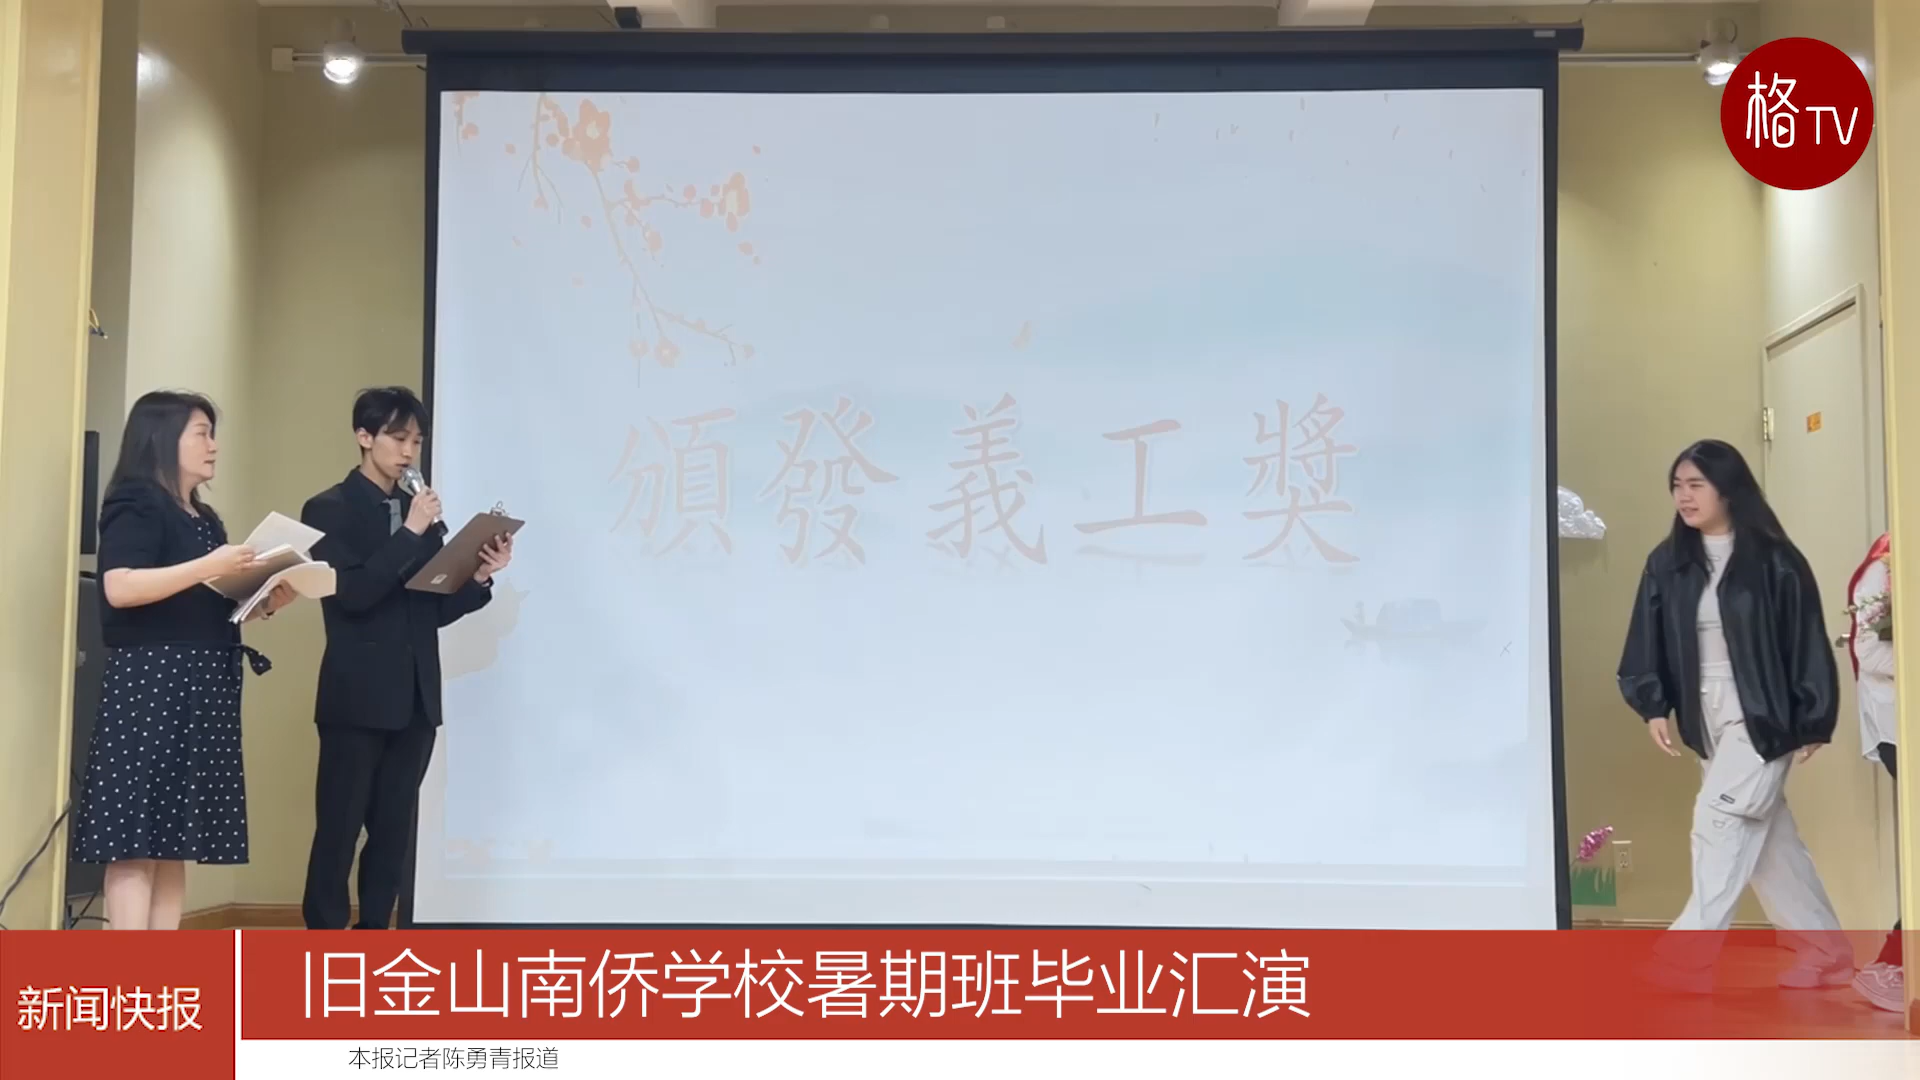 格TV
頒發義工獎
旧金山南侨学校暑期班毕业汇演
新闻快报
本报记者陈勇青报道